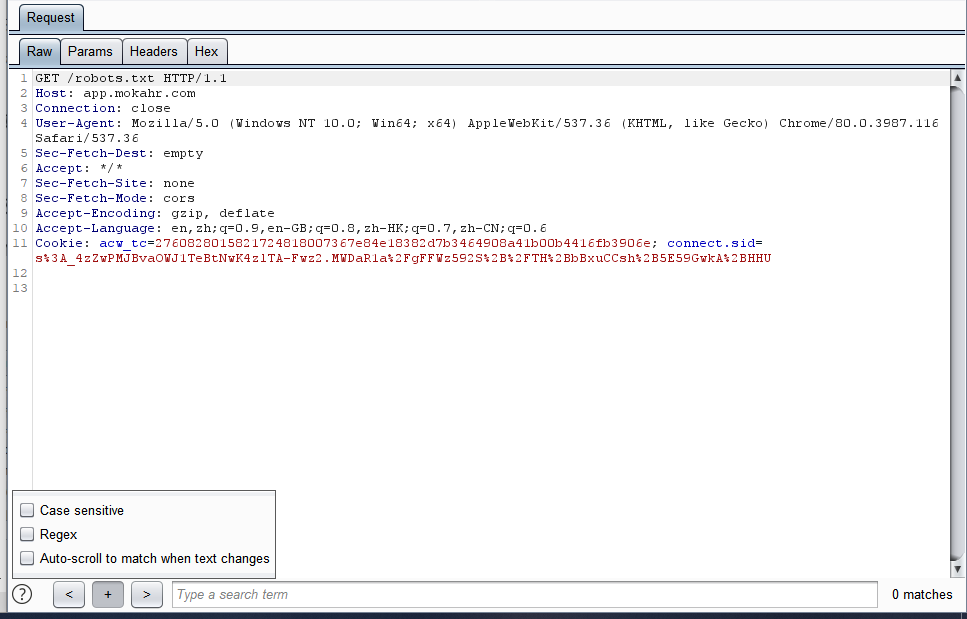 Request
Raw Params Headers Hex
1 GET /robots.txt HTTP/1.1
2 Host: app.mokahr.com
3 Connection: close
4 User-Agent: Mozilla/5.0 (Windows NT 10.0; Win64; x64) AppleWebKit/537.36 (KHTML, like Gecko) Chrome/80.0.3987.116
Safari/537.36
5 Sec-Fetch-Dest: empty
6 Accept: */*
7 Sec-Fetch-Site: none
8 Sec-Fetch-Mode: cors
9 Accept-Encoding: gzip, deflate
10 Accept-Language: en,zh;q=0.9,en-GB;q=0.8,zh-HK;q=0.7,zh-CN;q=0.6
11 Cookie: acw_tc=2760828015821724818007367e84e18382d7b3464908a41b00b4416fb3906e; connect.sid=
s%3A_4zZwPMJBvaOWJ1TeBtNwK4z1TA-Fwz2.MWDaR1a%2FgFFWz592S%2B%2FTH%2BbBxuCCsh%2B5E59GwkA%2BHHU
12
13
Case sensitive
Regex
Auto-scroll to match when text changes
? < + > Type a search term 0 matches